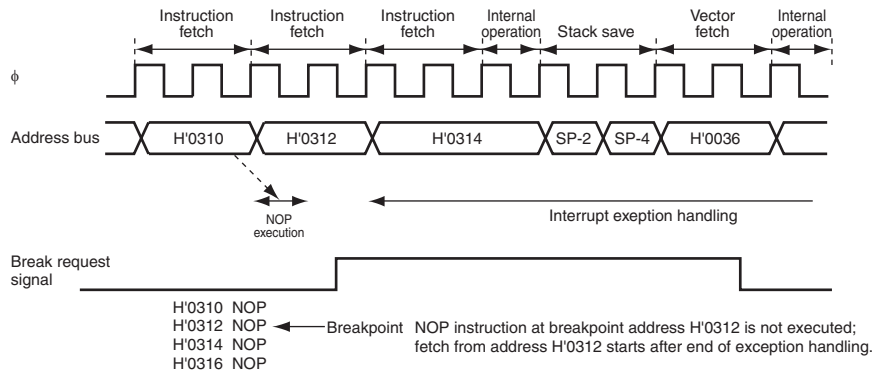 Instruction fetch
Instruction fetch
Instruction fetch
Internal operation
Stack save
Vector fetch
Internal operation
φ
Address bus
H'0310
H'0312
H'0314
SP-2
SP-4
H'0036
NOP execution
Interrupt exeption handling
Break request signal
H'0310 NOP
H'0312 NOP
Breakpoint
NOP instruction at breakpoint address H'0312 is not executed;
fetch from address H'0312 starts after end of exception handling.
H'0314 NOP
H'0316 NOP